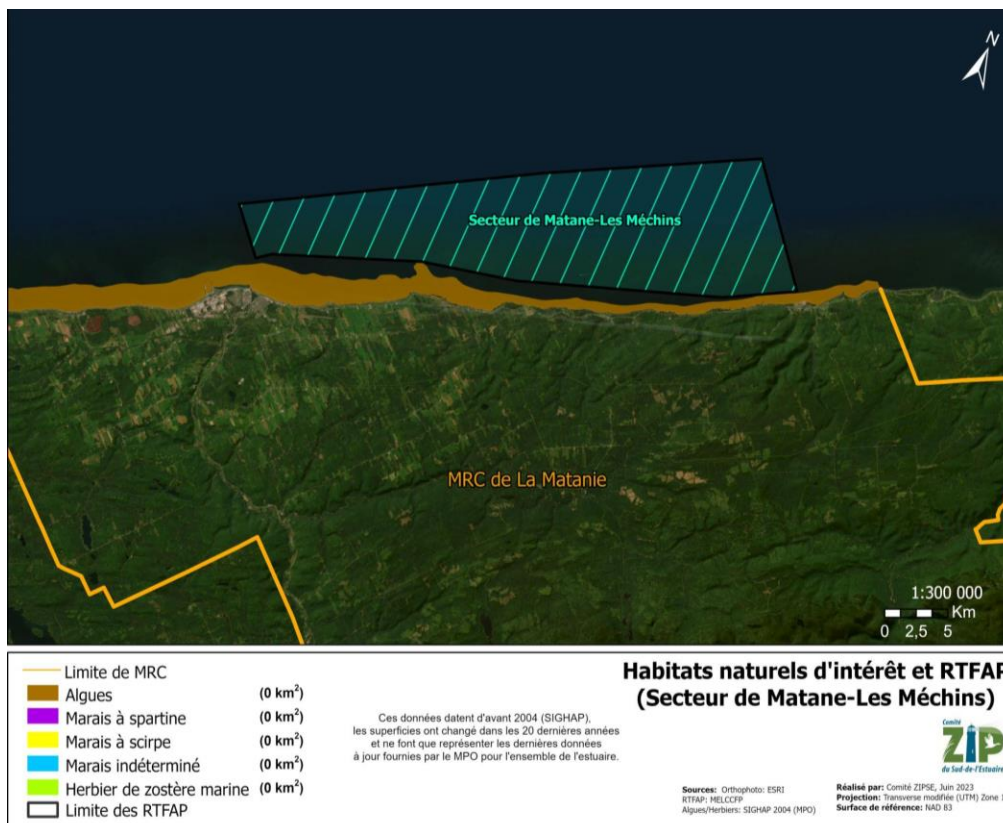 N
Secteur de Matane-Les Méchins
MRC de La Matanie
1:300 000
Km
0 2,5 5
Limite de MRC
Algues (0 km²)
Marais à spartine (0 km²)
Marais à scirpe (0 km²)
Marais indéterminé (0 km²)
Herbier de zostère marine (0 km²)
Limite des RTFAP
Ces données datent d'avant 2004 (SIGHAP),
les superficies ont changé dans les 20 dernières années
et ne font que représenter les dernières données
à jour fournies par le MPO pour l'ensemble de l'estuaire.
Habitats naturels d'intérêt et RTFAP
(Secteur de Matane-Les Méchins)
Comité
ZIP
du Sud-de-l'Estuaire
Sources: Orthophoto: ESRI
RTFAP: MELCCFP
Algues/Herbiers: SIGHAP 2004 (MPO)
Réalisé par: Comité ZIPSE, Juin 2023
Projection: Transverse modifiée (UTM) Zone 1
Surface de référence: NAD 83